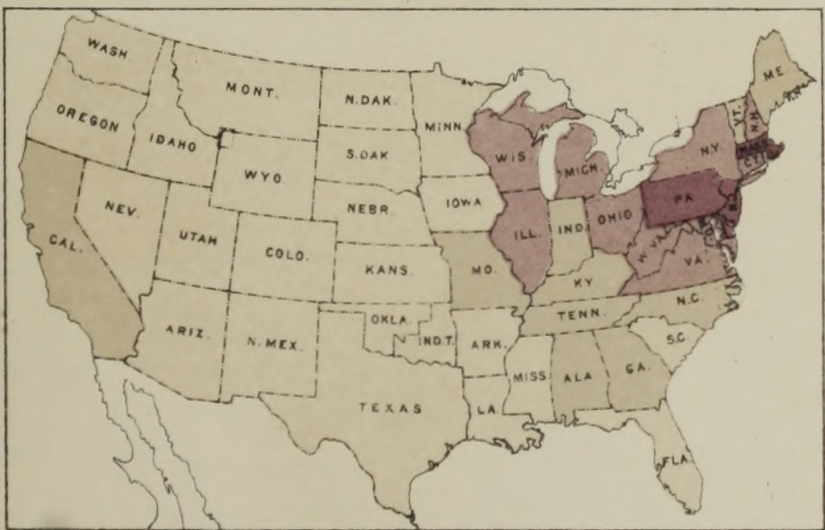 WASH
OREGON
IDAHO
MONT.
N.DAK.
S.DAK
MINN.
WYO.
NEBR.
IOWA
WIS.
MICH.
ILL.
IND.
OHIO
N.Y.
VT.
N.H.
ME.
MASS.
CT.
PA
W.VA.
VA.
NEV.
UTAH
COLO.
KANS.
MO.
KY
CAL.
ARIZ.
N.MEX.
OKLA.
IND.T.
ARK.
TENN.
N.C.
S.C.
MISS
ALA
GA.
TEXAS
LA.
FLA.